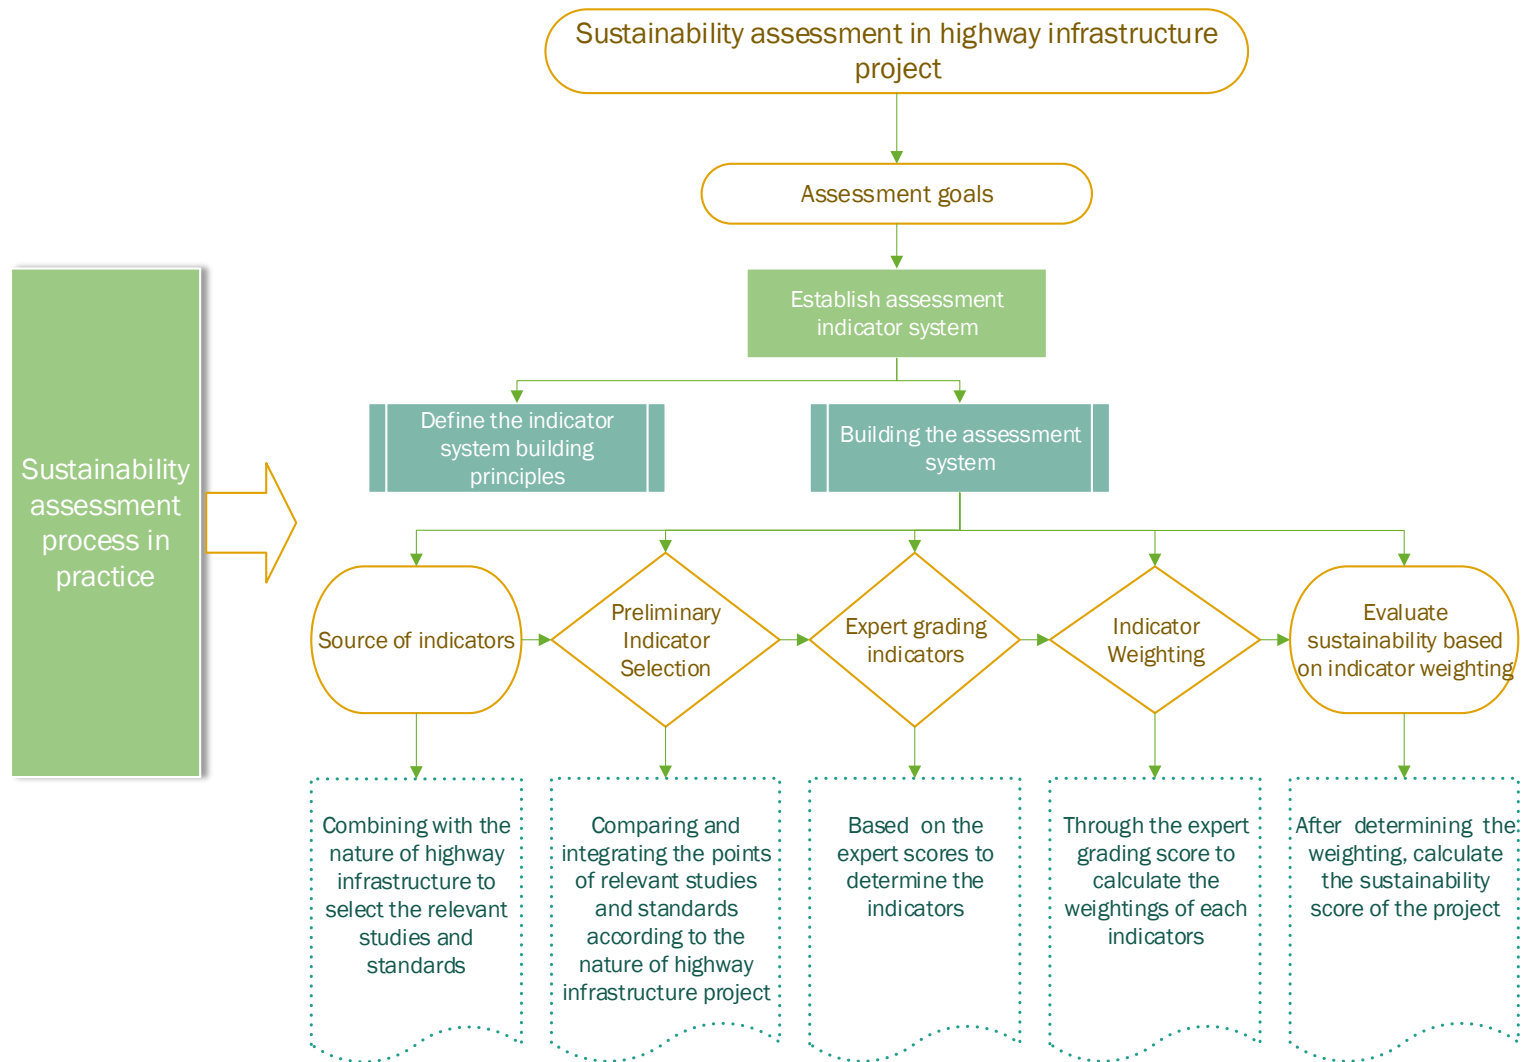 Sustainability assessment in highway infrastructure
project
Assessment goals
Establish assessment
indicator system
Define the indicator
system building
principles
Building the assessment
system
Sustainability
assessment
process in
practice
Source of indicators
Preliminary
Indicator
Selection
Expert grading
indicators
Indicator
Weighting
Evaluate
sustainability based
on indicator weighting
Combining with the
nature of highway
infrastructure to
select the relevant
studies and
standards
Comparing and
integrating the points
of relevant studies
and standards
according to the
nature of highway
infrastructure project
Based on the
expert scores to
determine the
indicators
Through the expert
grading score to
calculate the
weightings of each
indicators
After determining the
weighting, calculate
the sustainability
score of the project